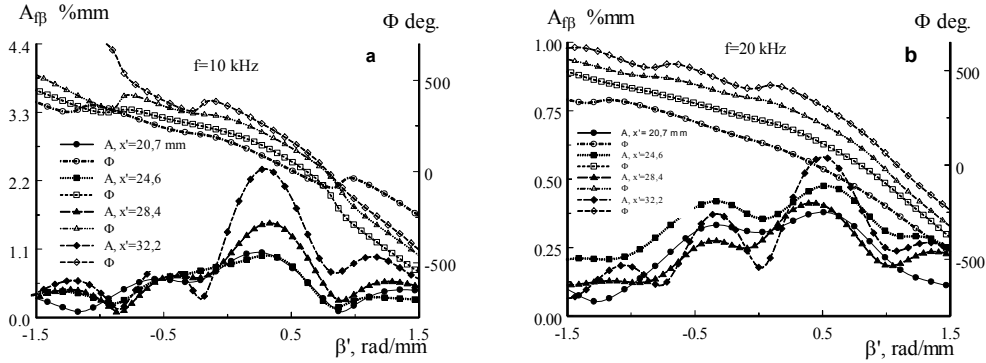 A fβ %mm
Φ deg.
a
f=10 kHz
4.4
3.3
2.2
1.1
0.0
500
0
-500
A, x'=20,7 mm
Φ
A, x'=24,6
Φ
A, x'=28,4
Φ
A, x'=32,2
Φ
-1.5
-0.5
0.5
1.5
β', rad/mm
A fβ %mm
Φ deg.
b
f=20 kHz
1.00
0.75
0.50
0.25
0.00
500
0
-500
A, x'=20,7 mm
Φ
A, x'=24,6
Φ
A, x'=28,4
Φ
A, x'=32,2
Φ
-1.5
-0.5
0.5
1.5
β', rad/mm